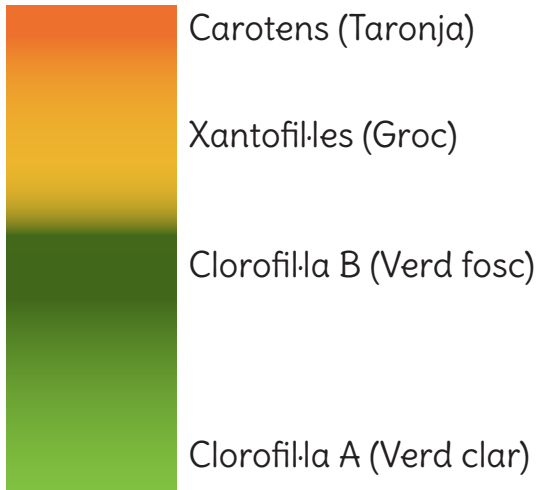 Carotens (Taronja)
Xantofil·les (Groc)
Clorofil·la B (Verd fosc)
Clorofil·la A (Verd clar)